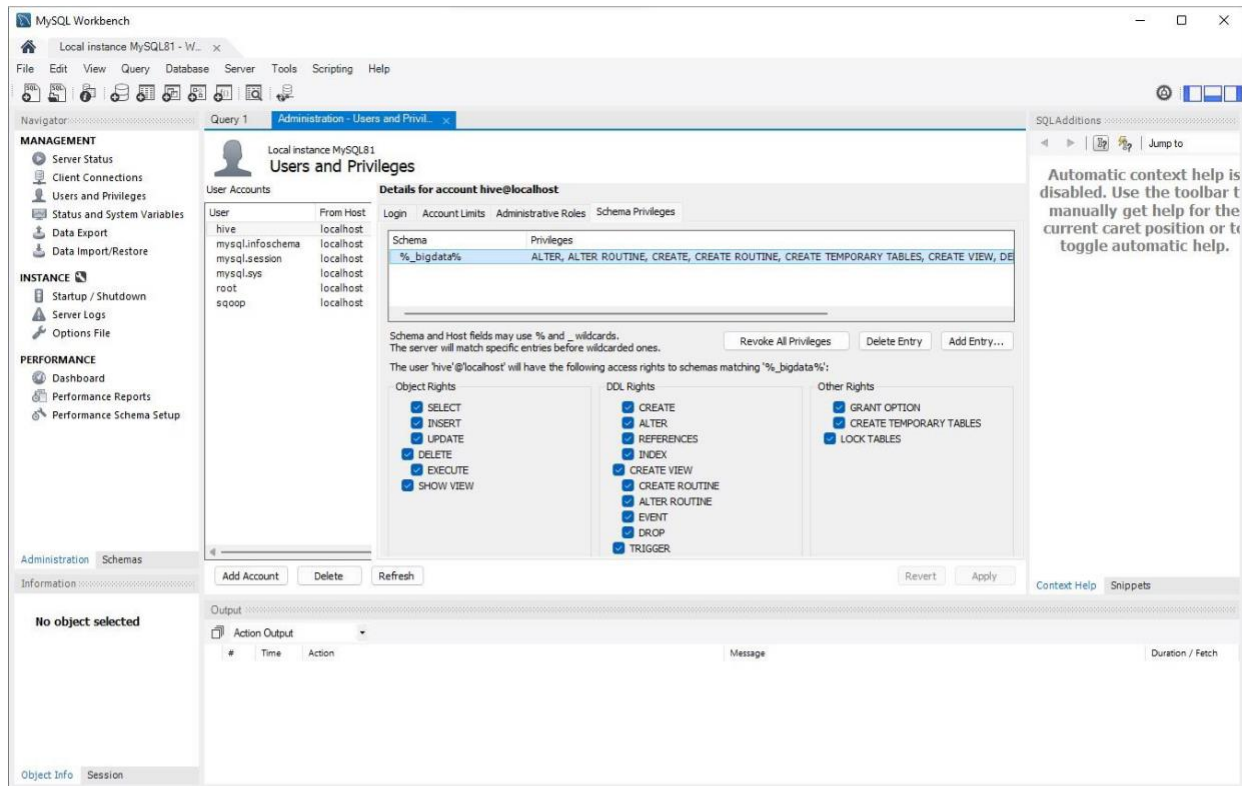 MySQL Workbench
Local instance MySQL81 - W...
File Edit View Query Database Server Tools Scripting Help
Navigator
MANAGEMENT
Server Status
Client Connections
Users and Privileges
Status and System Variables
Data Export
Data Import/Restore
INSTANCE
Startup / Shutdown
Server Logs
Options File
PERFORMANCE
Dashboard
Performance Reports
Performance Schema Setup
Administration Schemas
Information
No object selected
Object Info Session
Query 1 Administration - Users and Privil...
Local instance MySQL81
Users and Privileges
User Accounts
User From Host
hive localhost
mysql.infoschema localhost
mysql.session localhost
mysql.sys localhost
root localhost
sqoop localhost
Details for account hive@localhost
Login Account Limits Administrative Roles Schema Privileges
Schema Privileges
%_bigdata% ALTER, ALTER ROUTINE, CREATE, CREATE ROUTINE, CREATE TEMPORARY TABLES, CREATE VIEW, DE
Schema and Host fields may use % and _ wildcards.
The server will match specific entries before wildcarded ones.
Revoke All Privileges Delete Entry Add Entry...
The user 'hive'@'localhost' will have the following access rights to schemas matching '%_bigdata%':
Object Rights
SELECT
INSERT
UPDATE
DELETE
EXECUTE
SHOW VIEW
DDL Rights
CREATE
ALTER
REFERENCES
INDEX
CREATE VIEW
CREATE ROUTINE
ALTER ROUTINE
EVENT
DROP
TRIGGER
Other Rights
GRANT OPTION
CREATE TEMPORARY TABLES
LOCK TABLES
Add Account Delete Refresh Revert Apply
Output
Action Output
# Time Action Message Duration / Fetch
SQLAdditions
Jump to
Automatic context help is
disabled. Use the toolbar t
manually get help for the
current caret position or to
toggle automatic help.
Context Help Snippets